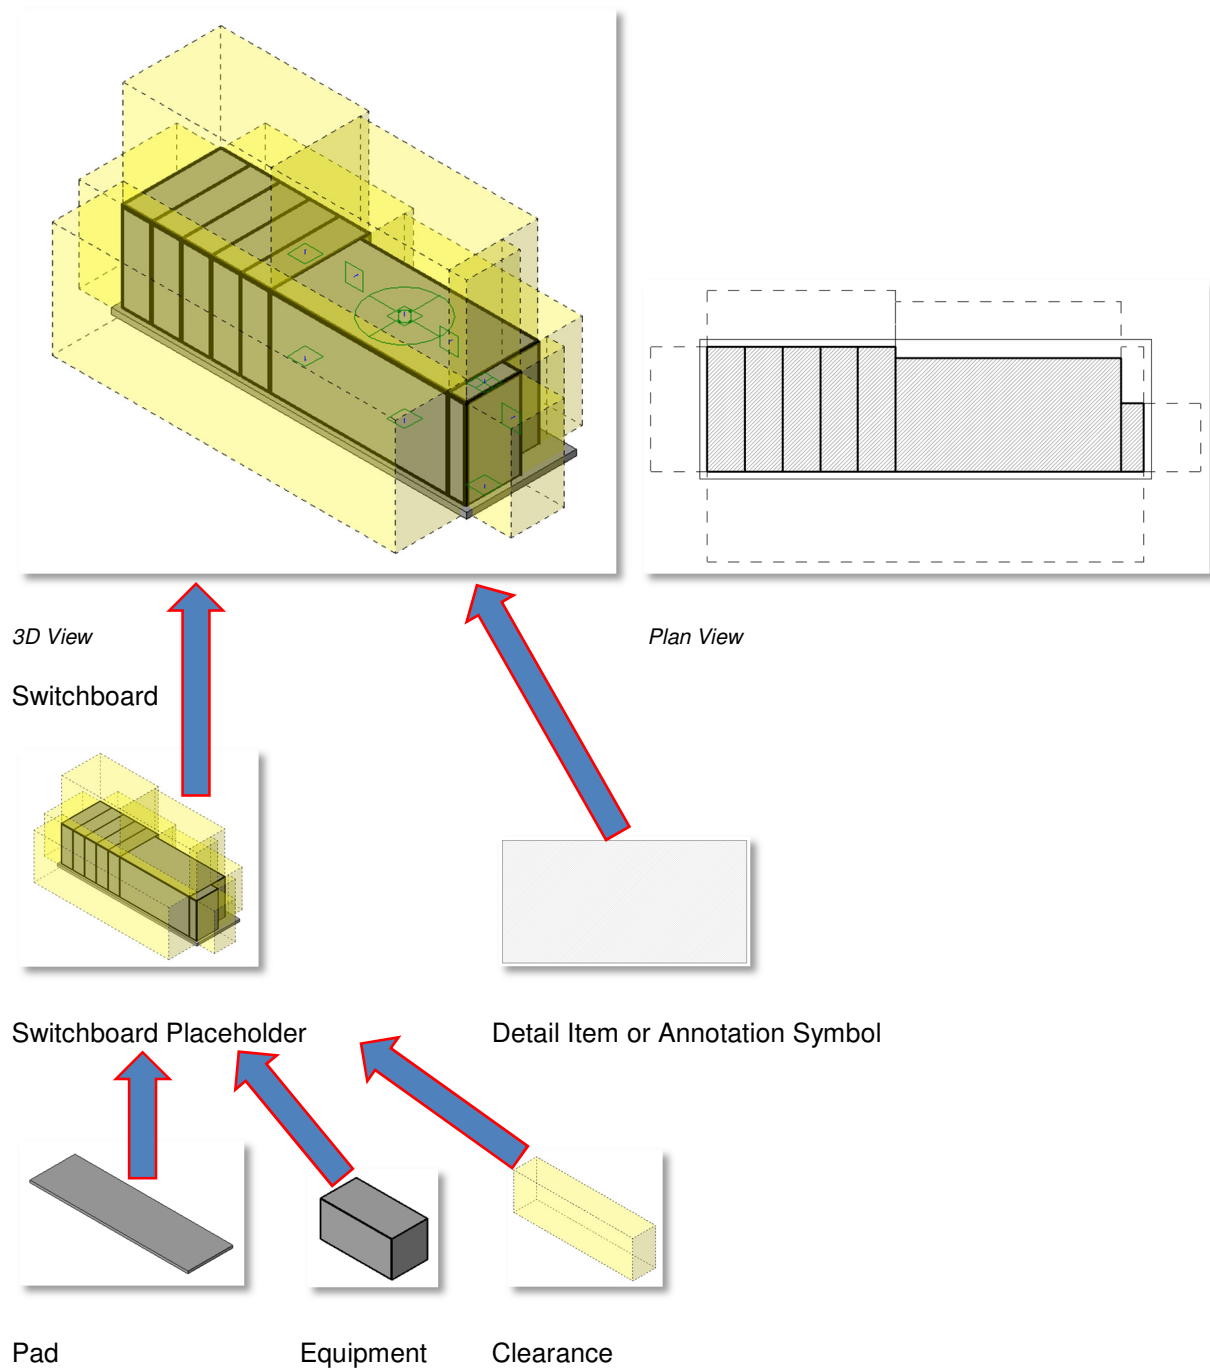 3D View
Plan View
Switchboard
Switchboard Placeholder
Detail Item or Annotation Symbol
Pad
Equipment
Clearance